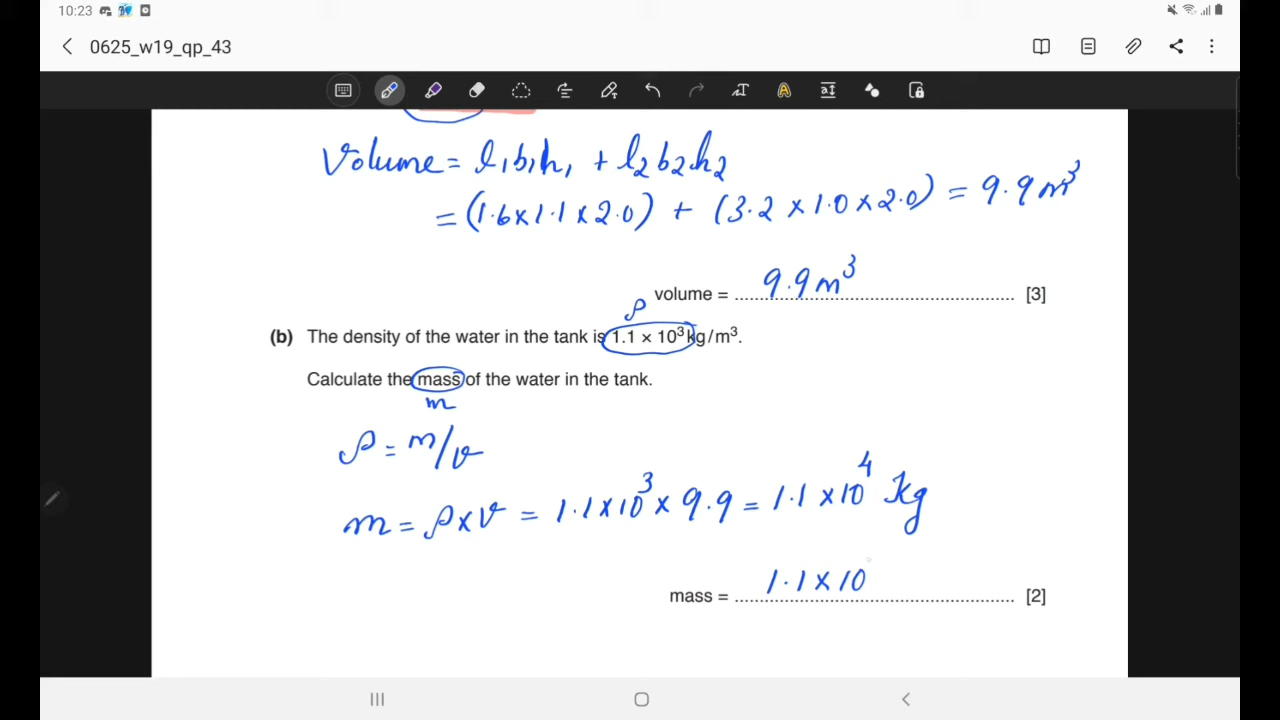 10:23
0625_w19_qp_43
Volume = l₁b₁h₁ + l₂b₂h₂
= (1.6×1.1×2.0) + (3.2×1.0×2.0) = 9.9 m³
volume = 9.9 m³ [3]
ρ
(b) The density of the water in the tank is 1.1 × 10³ kg/m³.
Calculate the mass of the water in the tank.
m
ρ = m/v
m = ρ×v = 1.1×10³ × 9.9 = 1.1×10⁴ kg
mass = 1.1×10 [2]